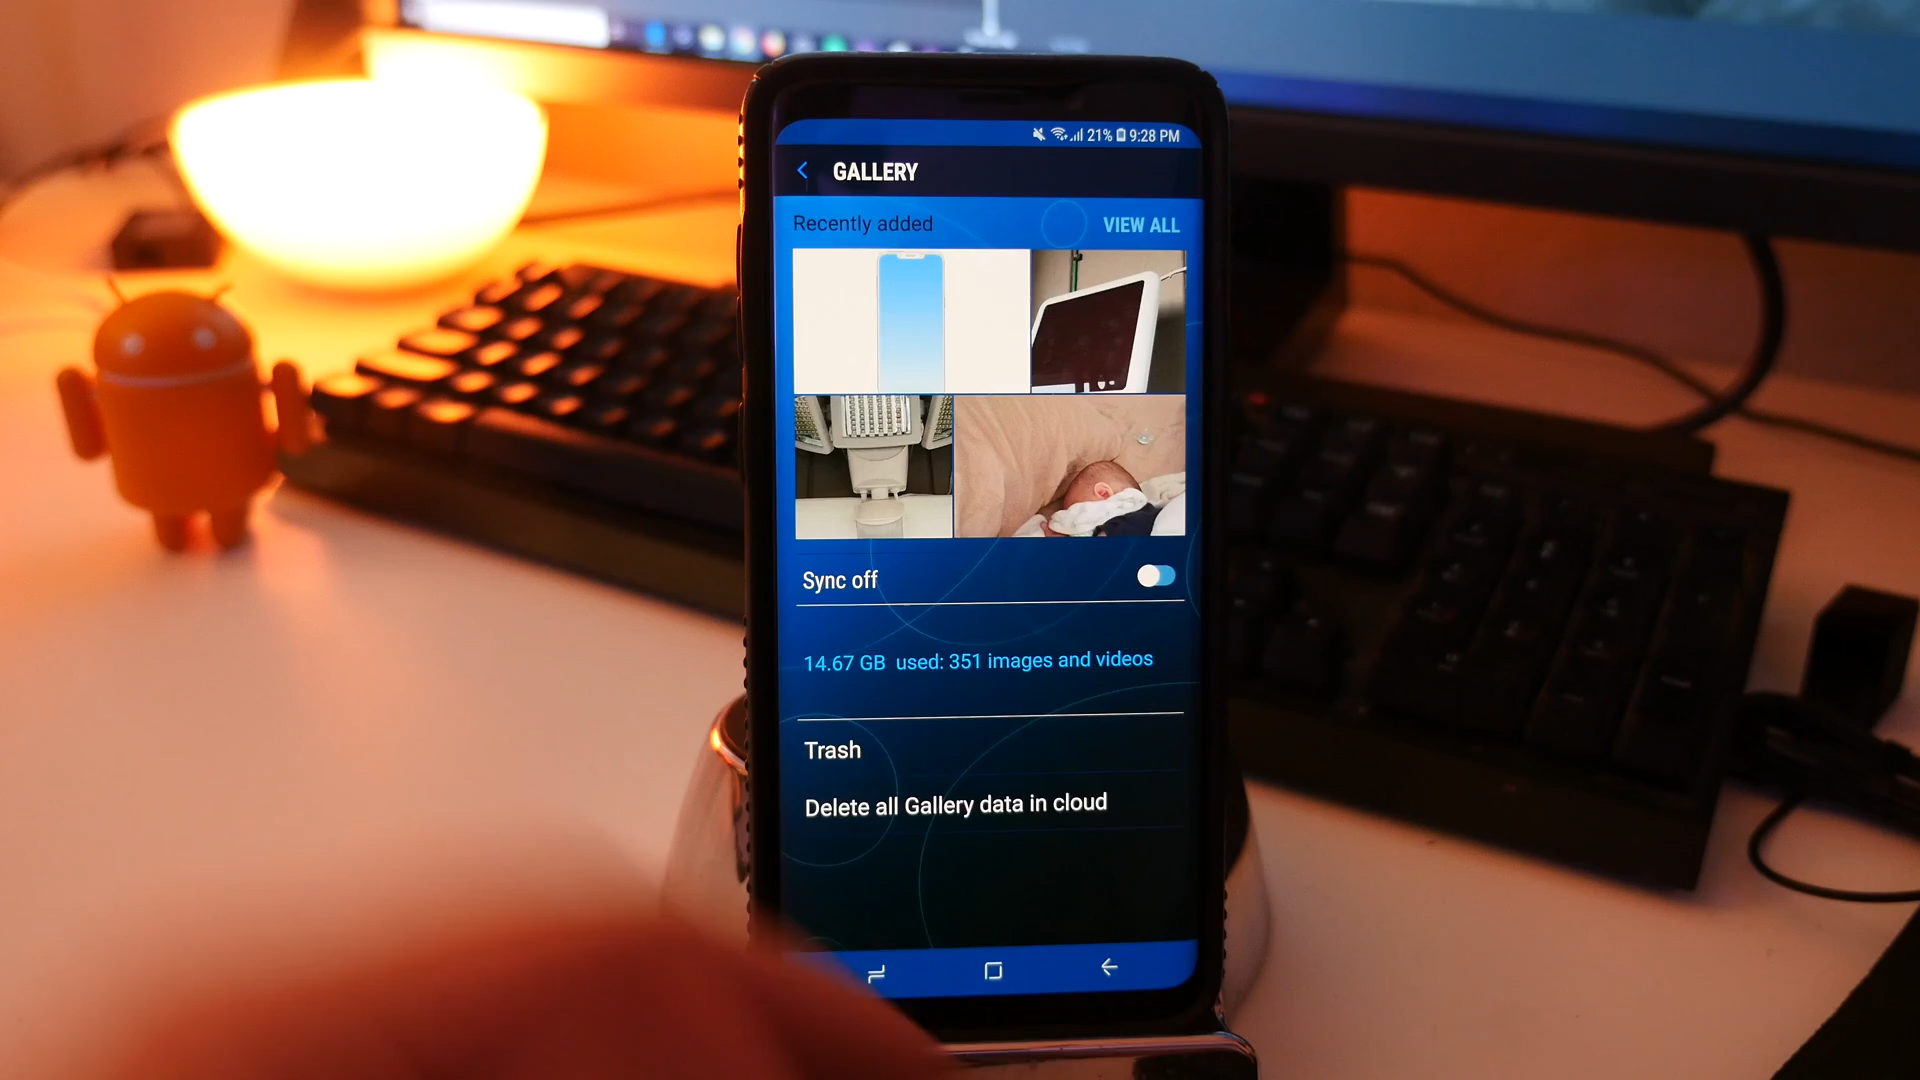 21% 9:28 PM
GALLERY
Recently added VIEW ALL
Sync off
14.67 GB used: 351 images and videos
Trash
Delete all Gallery data in cloud